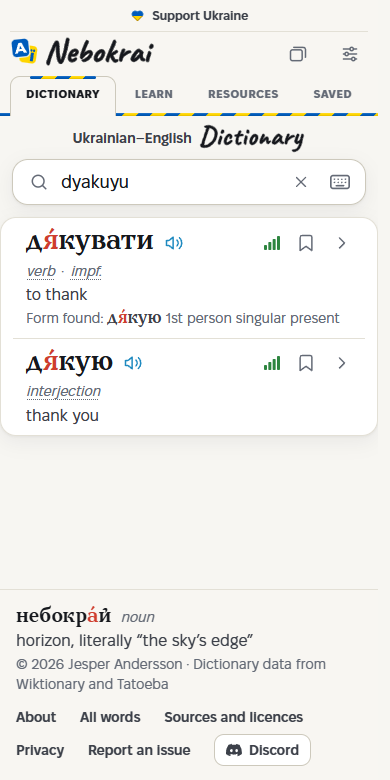 Support Ukraine
Nebokrai
DICTIONARY LEARN RESOURCES SAVED
Ukrainian–English Dictionary
dyakuyu
дя́кувати
verb · impf.
to thank
Form found: дя́кую 1st person singular present
дя́кую
interjection
thank you
небокра́й noun
horizon, literally “the sky’s edge”
© 2026 Jesper Andersson · Dictionary data from
Wiktionary and Tatoeba
About All words Sources and licences
Privacy Report an issue Discord